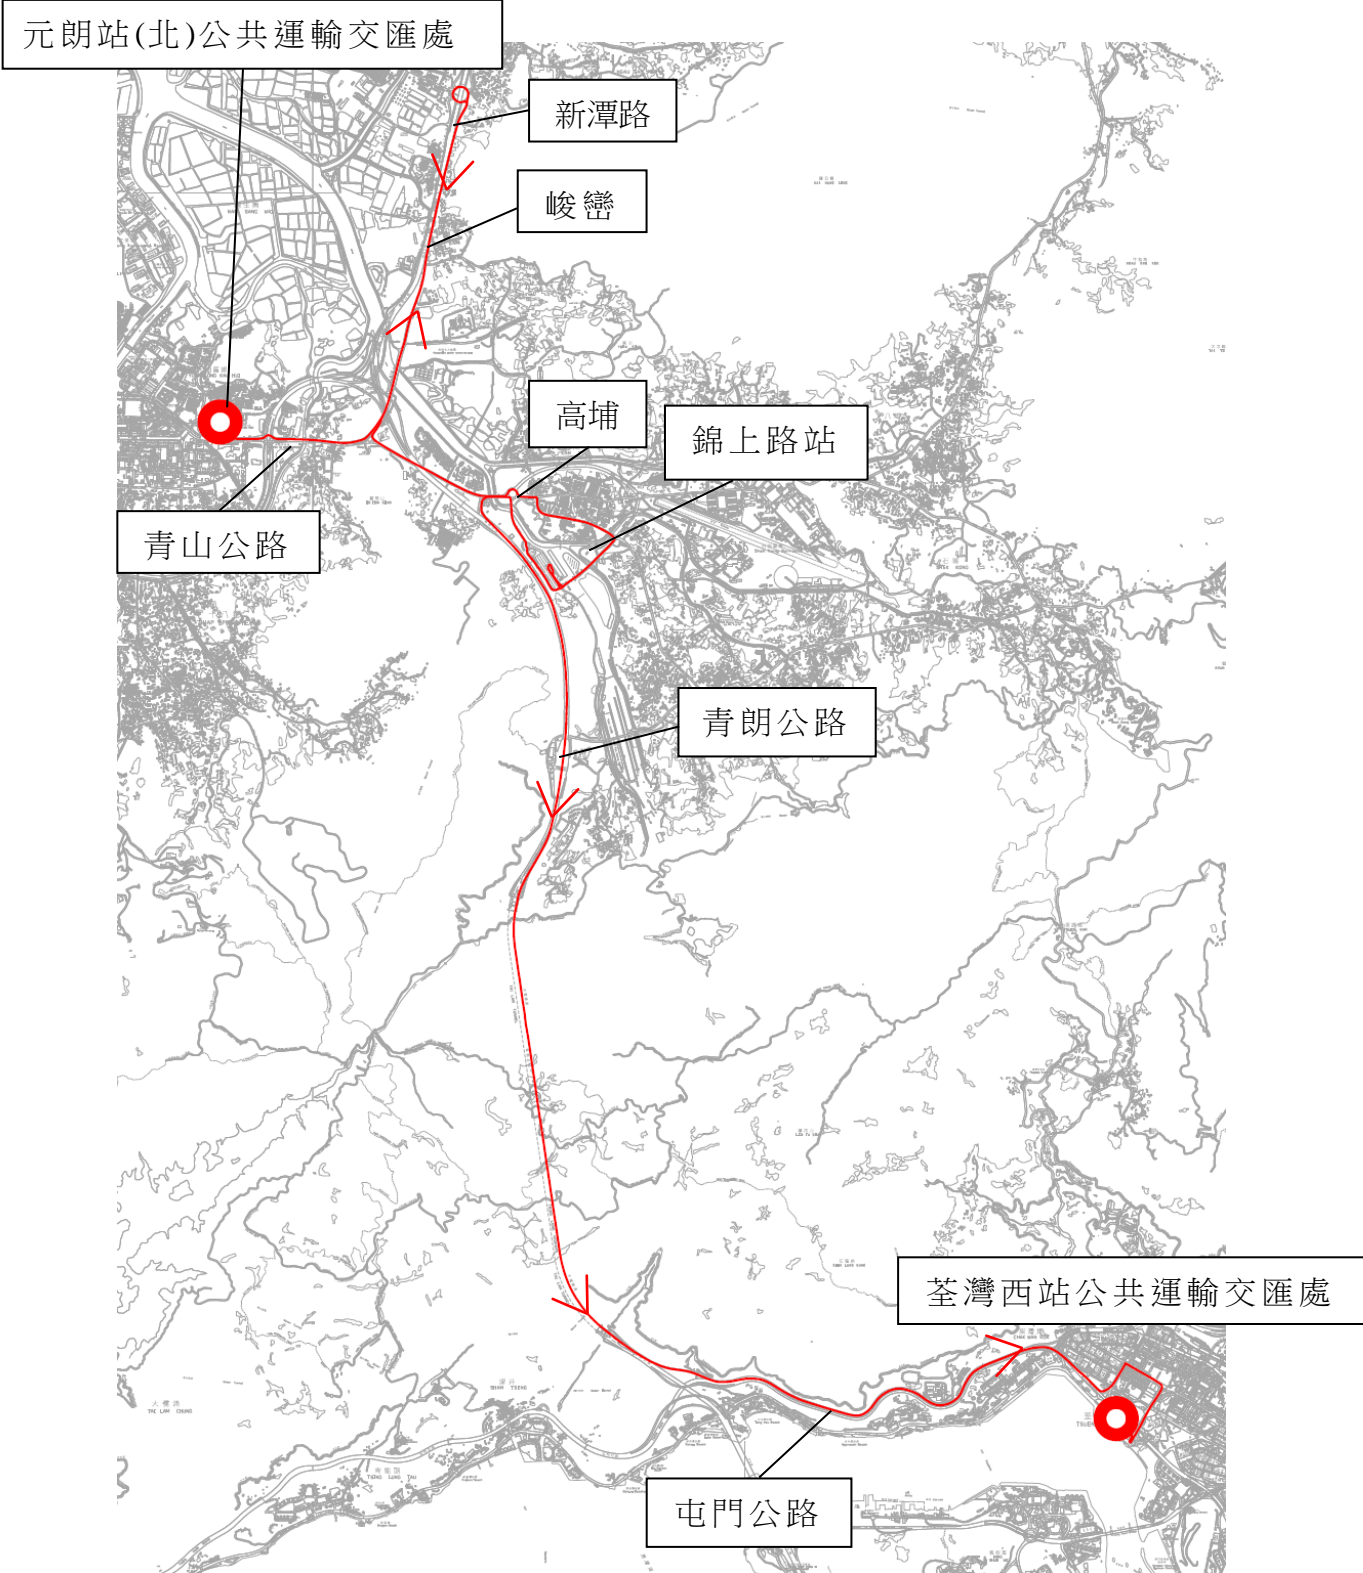 元朗站(北)公共運輸交匯處
新潭路
峻巒
高埔
錦上路站
青山公路
青朗公路
荃灣西站公共運輸交匯處
屯門公路